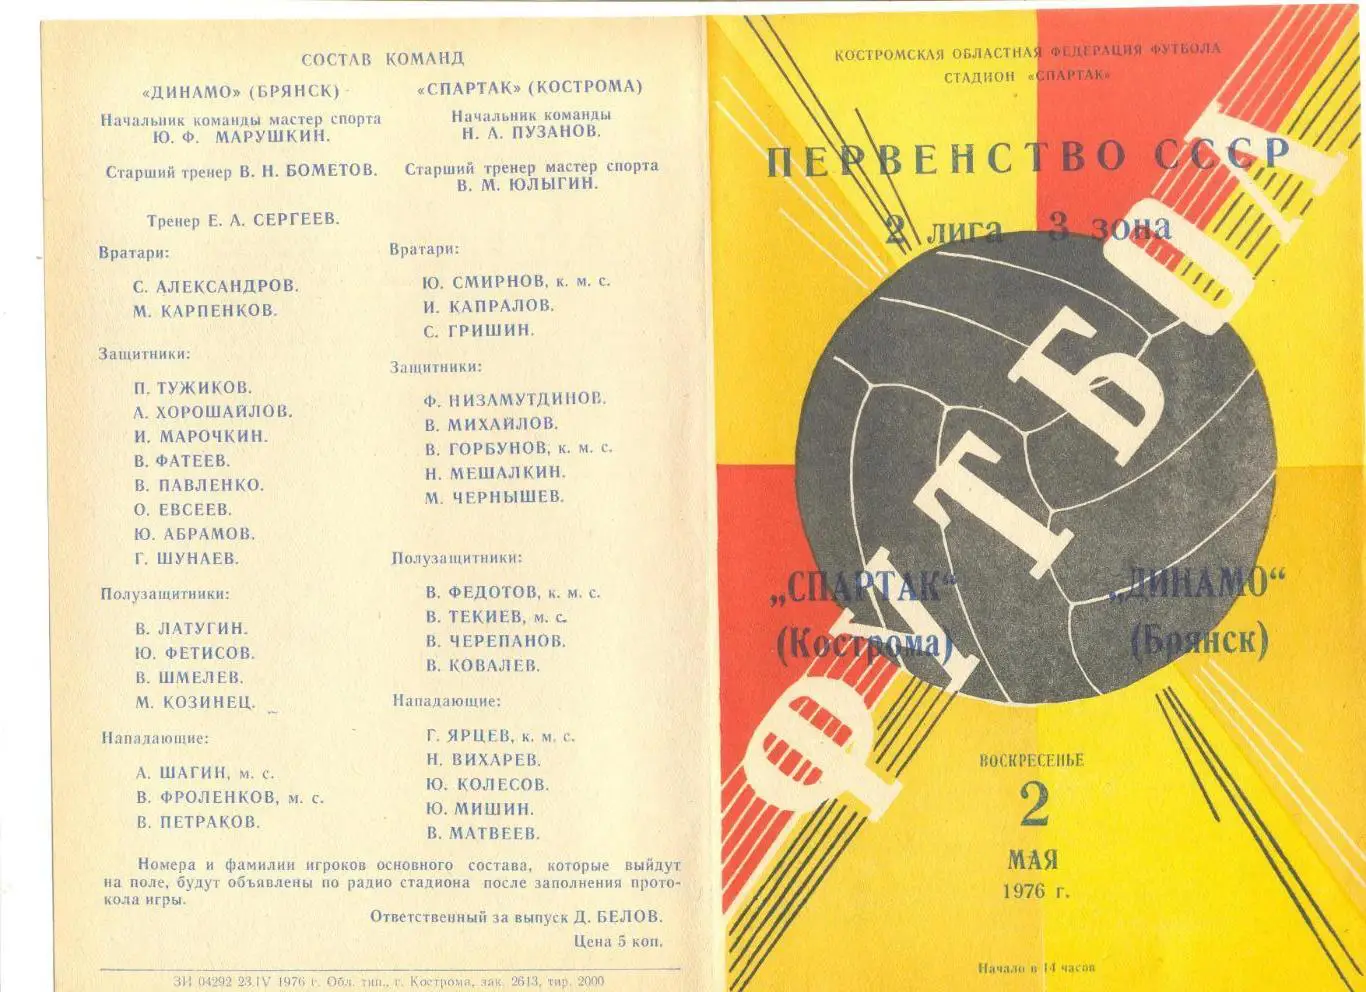 СОСТАВ КОМАНД
«ДИНАМО» (БРЯНСК)
Начальник команды мастер спорта
Ю. Ф. МАРУШКИН.
Старший тренер В. Н. БОМЕТОВ.
Тренер Е. А. СЕРГЕЕВ.
Вратари:
С. АЛЕКСАНДРОВ.
М. КАРПЕНКОВ.
Защитники:
П. ТУЖИКОВ.
А. ХОРОШАЙЛОВ.
И. МАРОЧКИН.
В. ФАТЕЕВ.
В. ПАВЛЕНКО.
О. ЕВСЕЕВ.
Ю. АБРАМОВ.
Г. ШУНАЕВ.
Полузащитники:
В. ЛАТУГИН.
Ю. ФЕТИСОВ.
В. ШМЕЛЕВ.
М. КОЗИНЕЦ.
Нападающие:
А. ШАГИН, м. с.
В. ФРОЛЕНКОВ, м. с.
В. ПЕТРАКОВ.
«СПАРТАК» (КОСТРОМА)
Начальник команды
Н. А. ПУЗАНОВ.
Старший тренер мастер спорта
В. М. ЮЛЫГИН.
Вратари:
Ю. СМИРНОВ, к. м. с.
И. КАПРАЛОВ.
С. ГРИШИН.
Защитники:
Ф. НИЗАМУТДИНОВ.
В. МИХАЙЛОВ.
В. ГОРБУНОВ, к. м. с.
Н. МЕШАЛКИН.
М. ЧЕРНЫШЕВ.
Полузащитники:
В. ФЕДОТОВ, к. м. с.
В. ТЕКИЕВ, м. с.
В. ЧЕРЕПАНОВ.
В. КОВАЛЕВ.
Нападающие:
Г. ЯРЦЕВ, к. м. с.
Н. ВИХАРЕВ.
Ю. КОЛЕСОВ.
Ю. МИШИН.
В. МАТВЕЕВ.
Номера и фамилии игроков основного состава, которые выйдут
на поле, будут объявлены по радио стадиона после заполнения прото-
кола игры.
Ответственный за выпуск Д. БЕЛОВ.
Цена 5 коп.
ЗИ 04292 23.IV 1976 г. Обл. тип., г. Кострома, зак. 2613, тир. 2000
КОСТРОМСКАЯ ОБЛАСТНАЯ ФЕДЕРАЦИЯ ФУТБОЛА
СТАДИОН «СПАРТАК»
ПЕРВЕНСТВО СССР
2 лига 3 зона
ФУТБОЛ
„СПАРТАК“
(Кострома)
„ДИНАМО“
(Брянск)
ВОСКРЕСЕНЬЕ
2
МАЯ
1976 г.
Начало в 14 часов